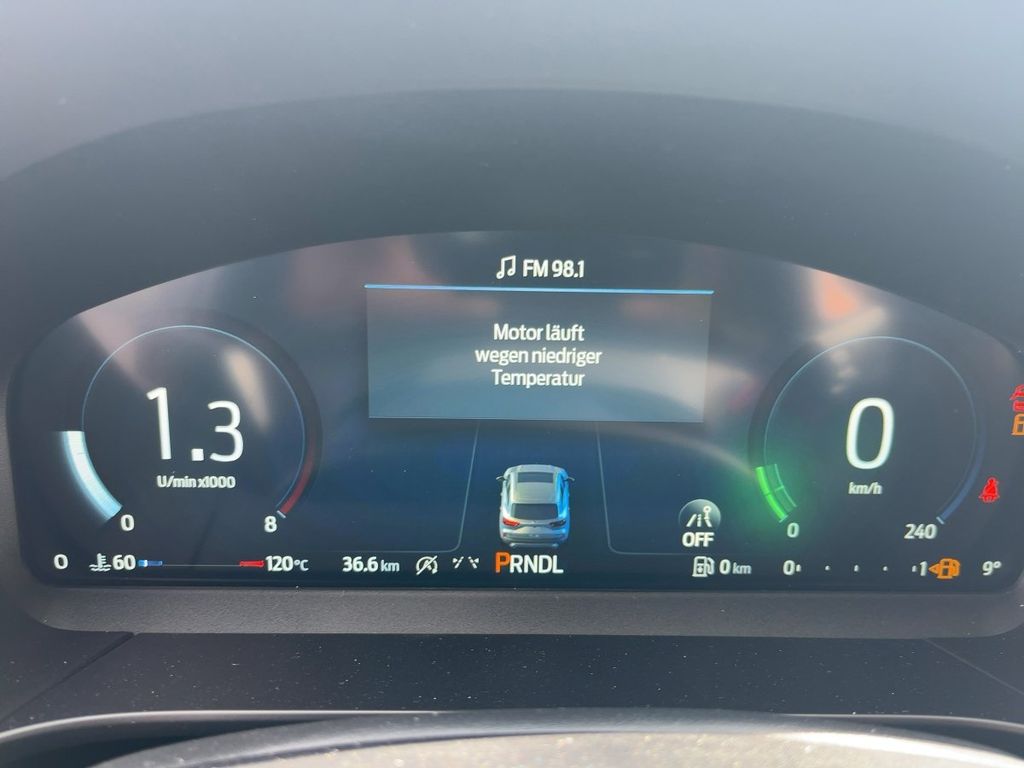 FM 98.1
Motor läuft
wegen niedriger
Temperatur
1.3
U/min x1000
0
8
0
km/h
0
240
OFF
0
60
120°C
36.6 km
PRNDL
0 km
0
1
9°